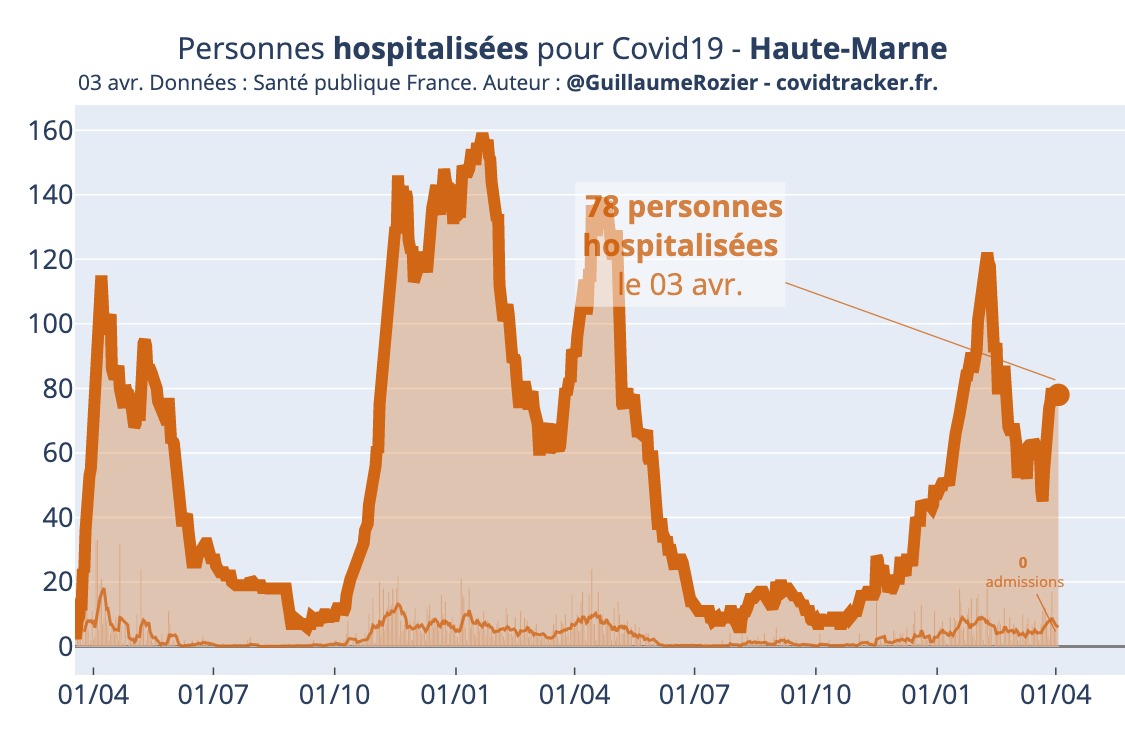 Personnes hospitalisées pour Covid19 - Haute-Marne
03 avr. Données : Santé publique France. Auteur : @GuillaumeRozier - covidtracker.fr.
160
140
120
100
80
60
40
20
0
78 personnes
hospitalisées
le 03 avr.
0
admissions
01/04 01/07 01/10 01/01 01/04 01/07 01/10 01/01 01/04